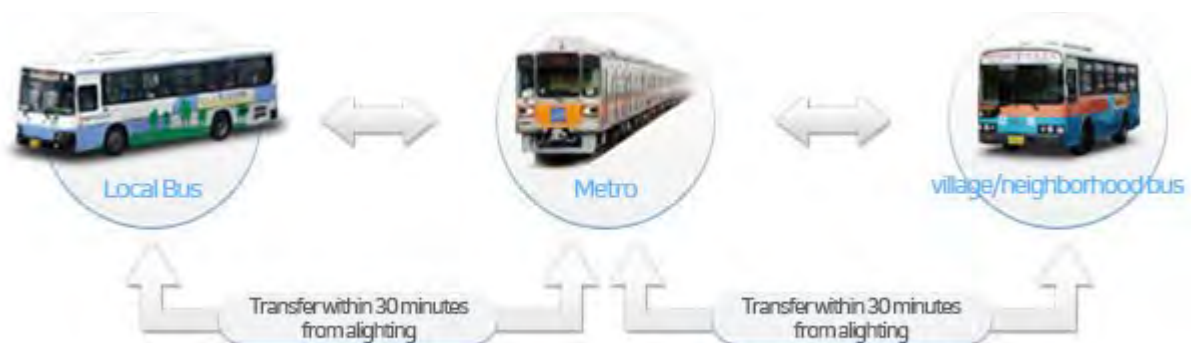 Local Bus
Metro
village/neighborhood bus
Transfer within 30 minutes
from alighting
Transfer within 30 minutes
from alighting